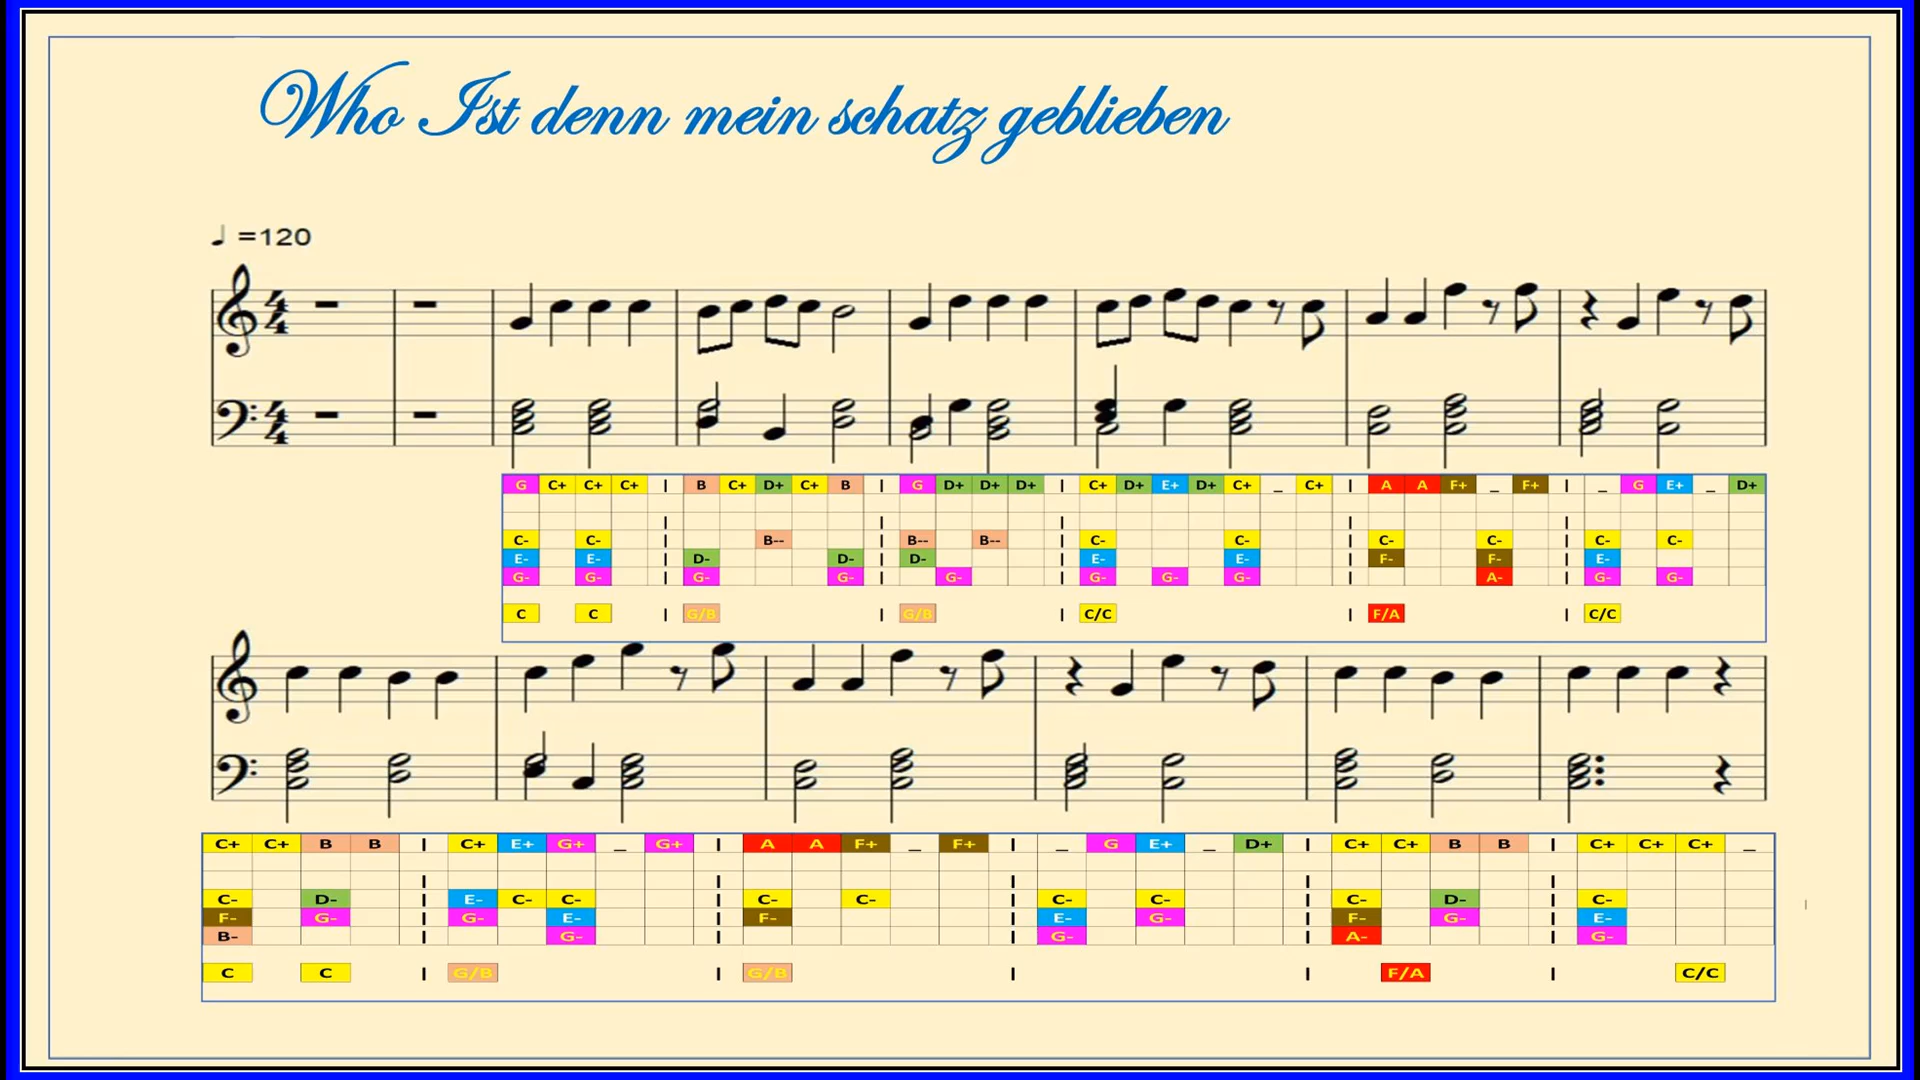 Who Ist denn mein schatz geblieben
♩ =120
G C+ C+ C+ | B C+ D+ C+ B | G D+ D+ D+ | C+ D+ E+ D+ C+ _ C+ | A A F+ _ F+ | _ G E+ _ D+
C- C- | B-- | B-- B-- | C- C- | C- C- | C- C-
E- E- | D- D- | D- | E- E- | F- F- | E-
G- G- | G- G- | G- | G- G- G- | A- | G- G-
C C | G/B | G/B | C/C | F/A | C/C
C+ C+ B B | C+ E+ G+ _ G+ | A A F+ _ F+ | _ G E+ _ D+ | C+ C+ B B | C+ C+ C+ _
C- D- | E- C- C- | C- C- | C- C- | C- D- | C-
F- G- | G- E- | F- | E- G- | F- G- | E-
B- | G- | | G- | A- | G-
C C | G/B | G/B | | F/A | C/C